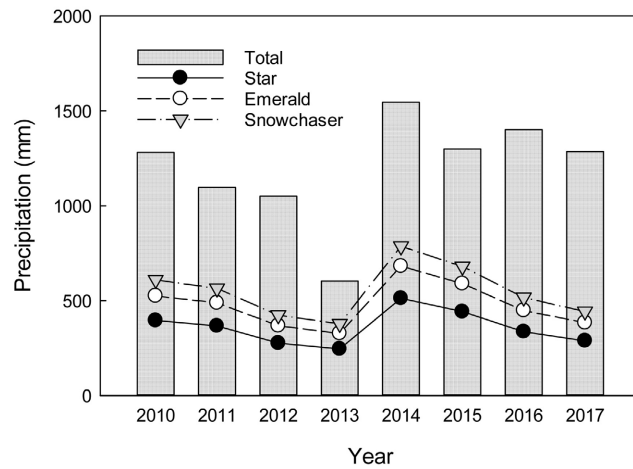 2000
1500
1000
500
0
Precipitation (mm)
Total
Star
Emerald
Snowchaser
2010 2011 2012 2013 2014 2015 2016 2017
Year